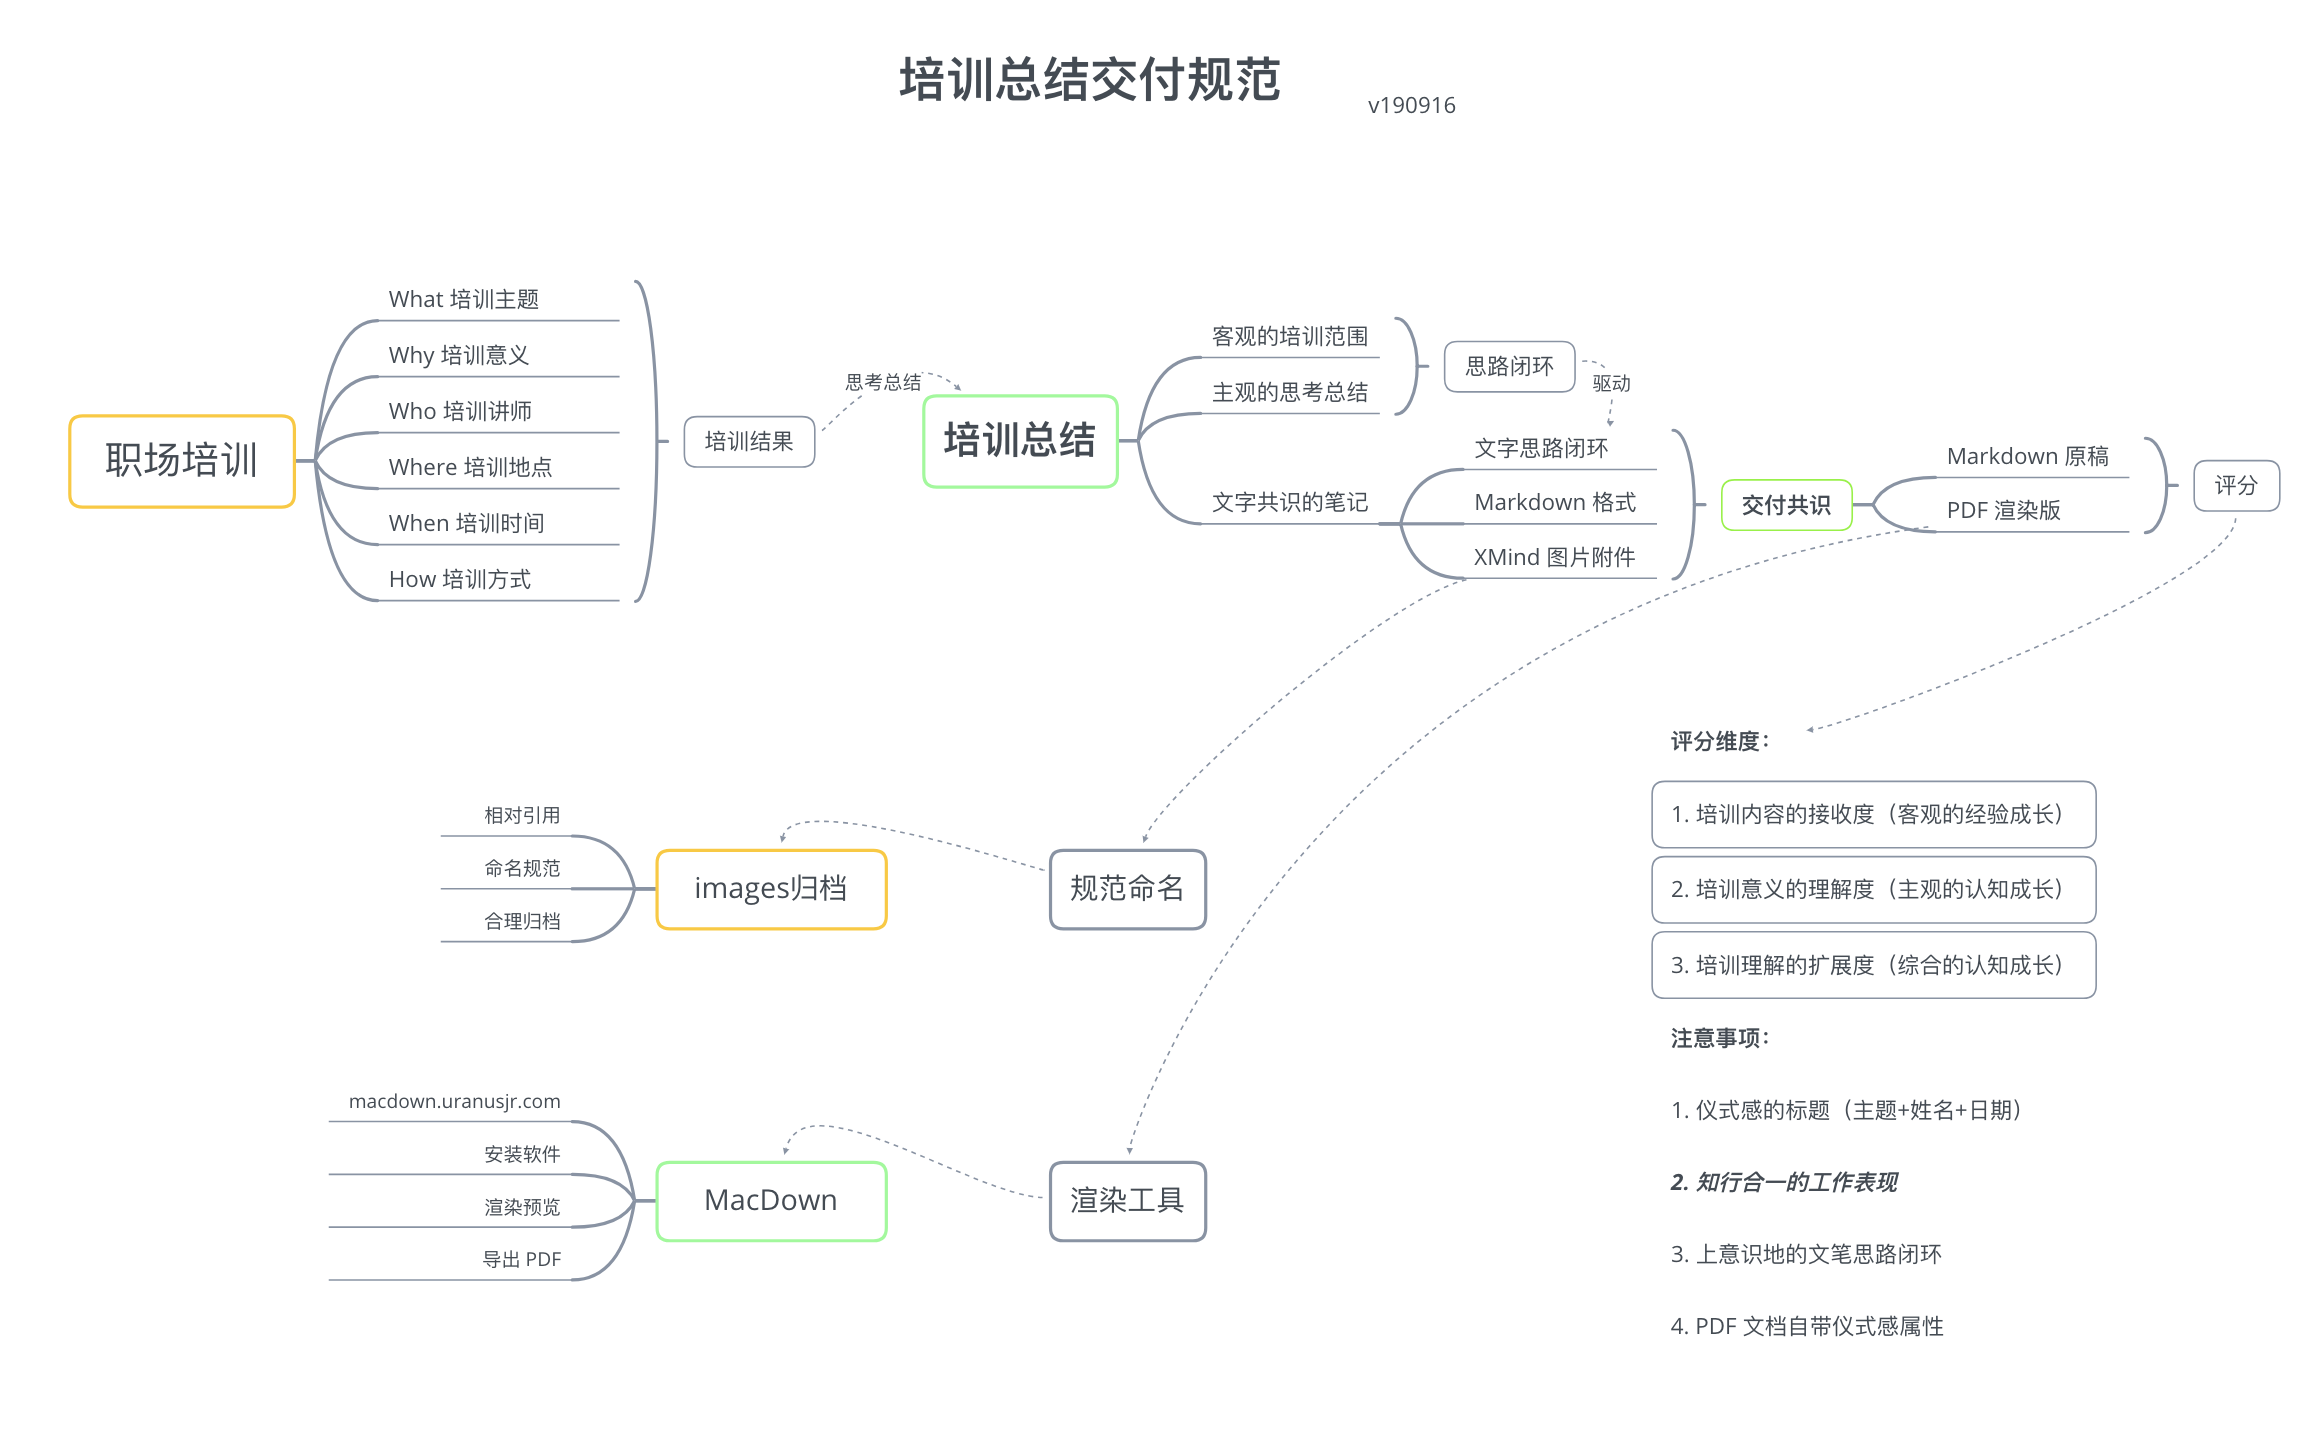 培训总结交付规范
v190916
职场培训
What 培训主题
Why 培训意义
Who 培训讲师
Where 培训地点
When 培训时间
How 培训方式
培训结果
思考总结
培训总结
客观的培训范围
主观的思考总结
文字共识的笔记
思路闭环
驱动
文字思路闭环
Markdown 格式
XMind 图片附件
交付共识
Markdown 原稿
PDF 渲染版
评分
相对引用
命名规范
合理归档
images归档
规范命名
macdown.uranusjr.com
安装软件
渲染预览
导出 PDF
MacDown
渲染工具
评分维度：
1. 培训内容的接收度（客观的经验成长）
2. 培训意义的理解度（主观的认知成长）
3. 培训理解的扩展度（综合的认知成长）
注意事项：
1. 仪式感的标题（主题+姓名+日期）
2. 知行合一的工作表现
3. 上意识地的文笔思路闭环
4. PDF 文档自带仪式感属性